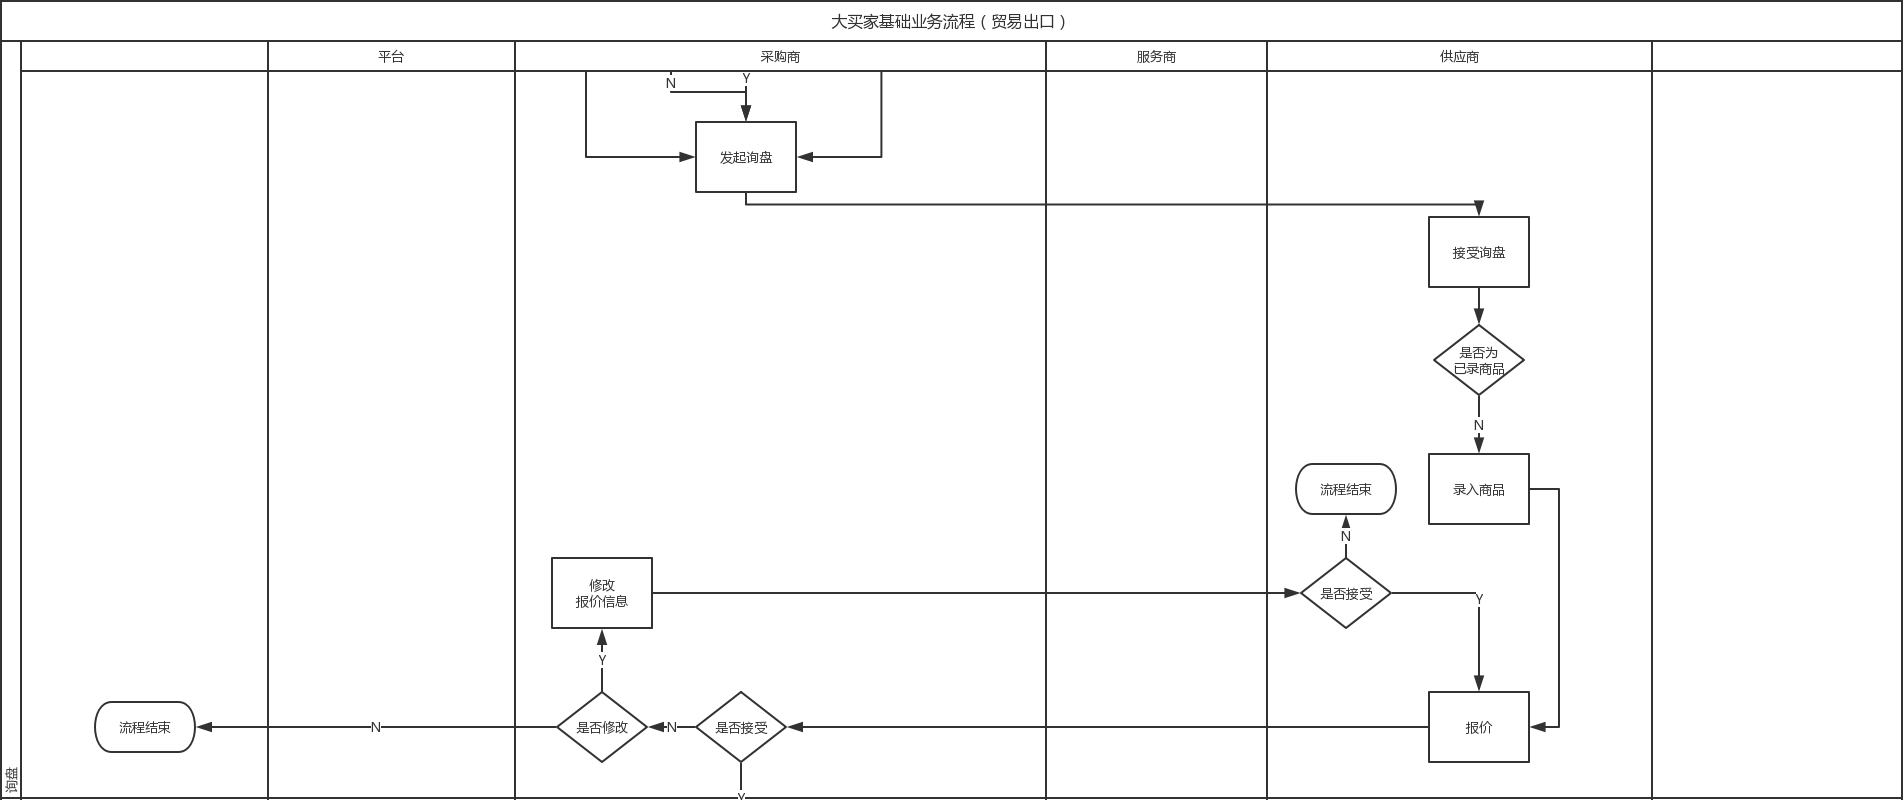 大买家基础业务流程（贸易出口）
平台
采购商
服务商
供应商
N
Y
发起询盘
接受询盘
是否为
已录商品
N
流程结束
录入商品
N
修改
报价信息
是否接受
Y
Y
流程结束
N
是否修改
N
是否接受
报价
询盘
Y